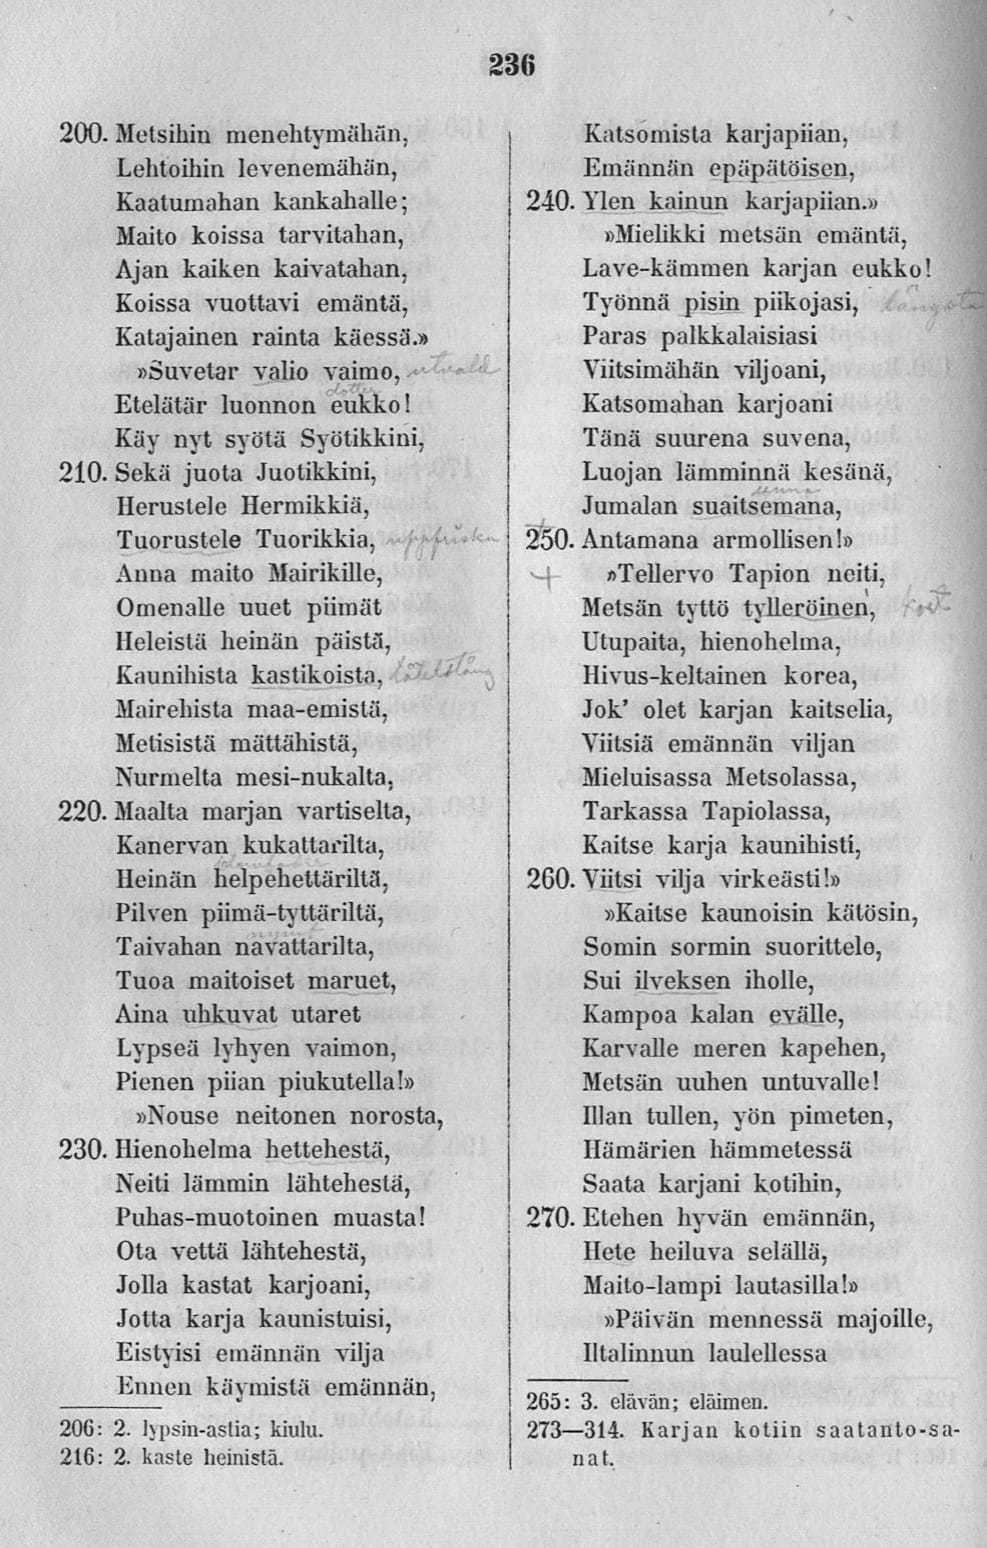 236
200. Metsihin menehtymähän,
Lehtoihin levenemähän,
Kaatumahan kankahalle;
Maito koissa tarvitahan,
Ajan kaiken kaivatahan,
Koissa vuottavi emäntä,
Katajainen rainta käessä.»
»Suvetar valio vaimo, utvald
dotter
Etelätär luonnon eukko!
Käy nyt syötä Syötikkini,
210. Sekä juota Juotikkini,
Herustele Hermikkiä,
Tuorustele Tuorikkia, uppfriska
Anna maito Mairikille,
Omenalle uuet piimät
Heleistä heinän päistä,
Kaunihista kastikoista,
Mairehista maa-emistä,
Metisistä mättähistä,
Nurmelta mesi-nukalta,
220. Maalta marjan vartiselta,
Kanervan kukattarilta,
Heinän helpehettäriltä,
Pilven piimä-tyttäriltä,
Taivahan navattarilta,
Tuoa maitoiset maruet,
Aina uhkuvat utaret
Lypseä lyhyen vaimon,
Pienen piian piukutella!»
»Nouse neitonen norosta,
230. Hienohelma hettehestä,
Neiti lämmin lähtehestä,
Puhas-muotoinen muasta!
Ota vettä lähtehestä,
Jolla kastat karjoani,
Jotta karja kaunistuisi,
Eistyisi emännän vilja
Ennen käymistä emännän,
206: 2. lypsin-astia; kiulu.
216: 2. kaste heinistä.
Katsomista karjapiian,
Emännän epäpätöisen,
240. Ylen kainun karjapiian.»
»Mielikki metsän emäntä,
Lave-kämmen karjan eukko!
Työnnä pisin piikojasi, längsta
Paras palkkalaisiasi
Viitsimähän viljoani,
Katsomahan karjoani
Tänä suurena suvena,
Luojan lämminnä kesänä,
Jumalan suaitsemana,
250. Antamana armollisen!»
»Tellervo Tapion neiti,
Metsän tyttö tylleröinen, kort
Utupaita, hienohelma,
Hivus-keltainen korea,
Jok' olet karjan kaitselia,
Viitsiä emännän viljan
Mieluisassa Metsolassa,
Tarkassa Tapiolassa,
Kaitse karja kaunihisti,
260. Viitsi vilja virkeästi!»
»Kaitse kaunoisin kätösin,
Somin sormin suorittele,
Sui ilveksen iholle,
Kampoa kalan evälle,
Karvalle meren kapehen,
Metsän uuhen untuvalle!
Illan tullen, yön pimeten,
Hämärien hämmetessä
Saata karjani kotihin,
270. Etehen hyvän emännän,
Hete heiluva selällä,
Maito-lampi lautasilla!»
»Päivän mennessä majoille,
Iltalinnun laulellessa
265: 3. elävän; eläimen.
273—314. Karjan kotiin saatanto-sa-
nat.